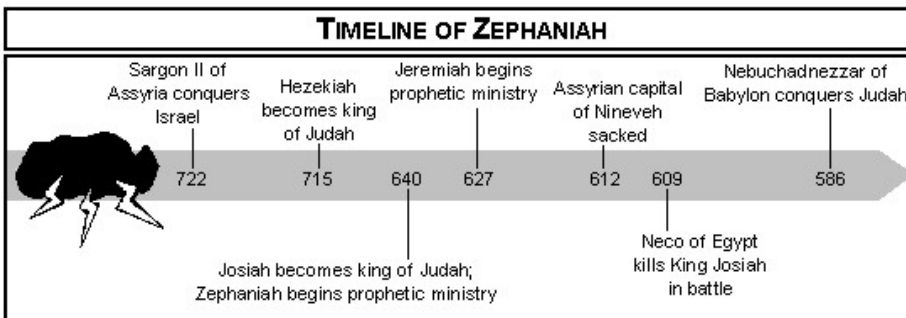 TIMELINE OF ZEPHANIAH
Sargon II of
Assyria conquers
Israel
Hezekiah
becomes king
of Judah
Jeremiah begins
prophetic ministry
Assyrian capital
of Nineveh
sacked
Nebuchadnezzar of
Babylon conquers Judah
722 715 640 627 612 609 586
Josiah becomes king of Judah;
Zephaniah begins prophetic ministry
Neco of Egypt
kills King Josiah
in battle